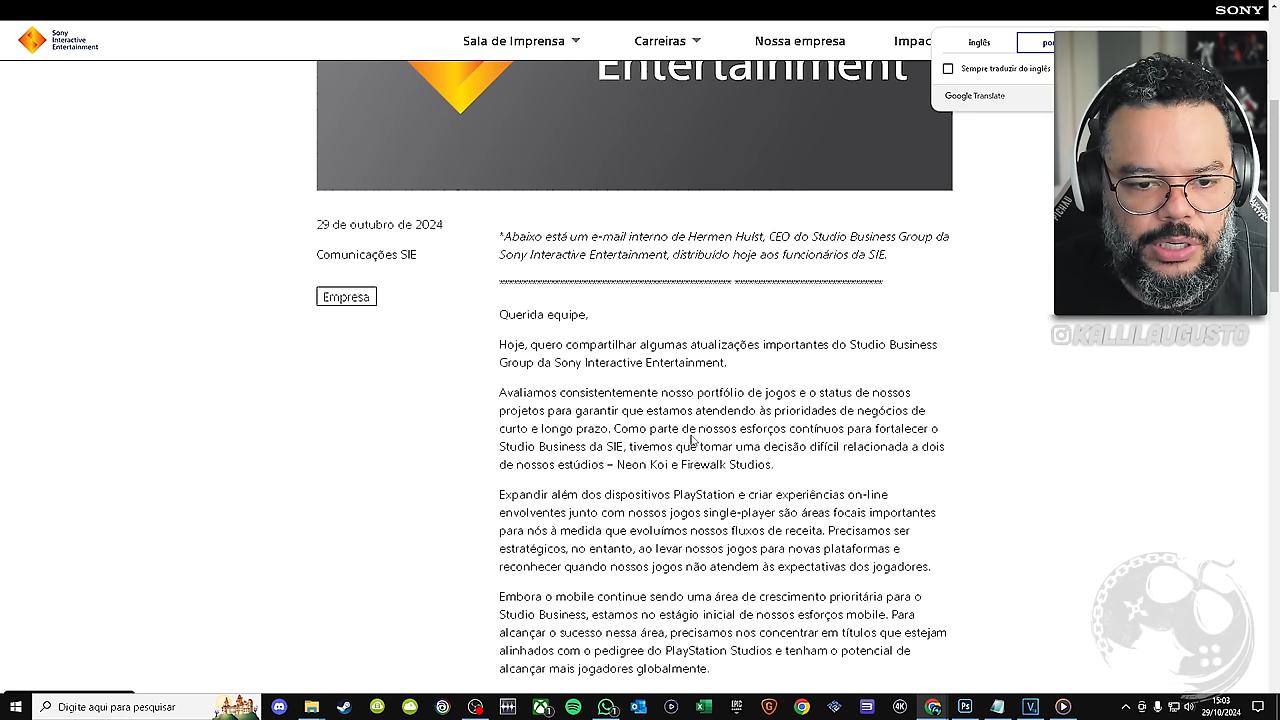 SONY
Sony
Interactive
Entertainment
Sala de Imprensa
Carreiras
Nossa empresa
Impac
inglês
por
Sempre traduzir do inglês
Google Translate
Entertainment
29 de outubro de 2024
Comunicações SIE
Empresa
*Abaixo está um e-mail interno de Hermen Hulst, CEO do Studio Business Group da
Sony Interactive Entertainment, distribuído hoje aos funcionários da SIE.
Querida equipe,
Hoje, quero compartilhar algumas atualizações importantes do Studio Business
Group da Sony Interactive Entertainment.
Avaliamos consistentemente nosso portfólio de jogos e o status de nossos
projetos para garantir que estamos atendendo às prioridades de negócios de
curto e longo prazo. Como parte de nossos esforços contínuos para fortalecer o
Studio Business da SIE, tivemos que tomar uma decisão difícil relacionada a dois
de nossos estúdios – Neon Koi e Firewalk Studios.
Expandir além dos dispositivos PlayStation e criar experiências on-line
envolventes junto com nossos jogos single-player são áreas focais importantes
para nós à medida que evoluímos nossos fluxos de receita. Precisamos ser
estratégicos, no entanto, ao levar nossos jogos para novas plataformas e
reconhecer quando nossos jogos não atendem às expectativas dos jogadores.
Embora o mobile continue sendo uma área de crescimento prioritária para o
Studio Business, estamos no estágio inicial de nossos esforços mobile. Para
alcançar o sucesso nessa área, precisamos nos concentrar em títulos que estejam
alinhados com o pedigree do PlayStation Studios e tenham o potencial de
alcançar mais jogadores globalmente.
PICHAU
PICHAU
KALLILAUGUSTO
Digite aqui para pesquisar
4K
15:03
29/10/2024